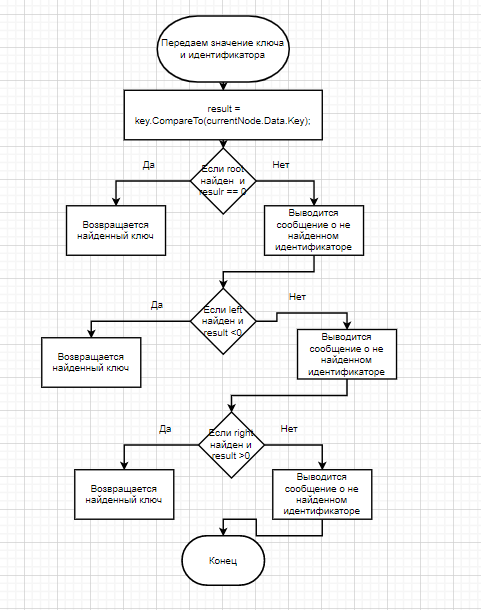 Передаем значение ключа
и идентификатора
result =
key.CompareTo(currentNode.Data.Key);
Да
Нет
Если root
найден и
resulr == 0
Возвращается
найденный ключ
Выводится
сообщение о не
найденном
идентификаторе
Да
Нет
Если left
найден и
result <0
Возвращается
найденный ключ
Выводится
сообщение о не
найденном
идентификаторе
Да
Нет
Если right
найден и
result >0
Возвращается
найденный ключ
Выводится
сообщение о не
найденном
идентификаторе
Конец